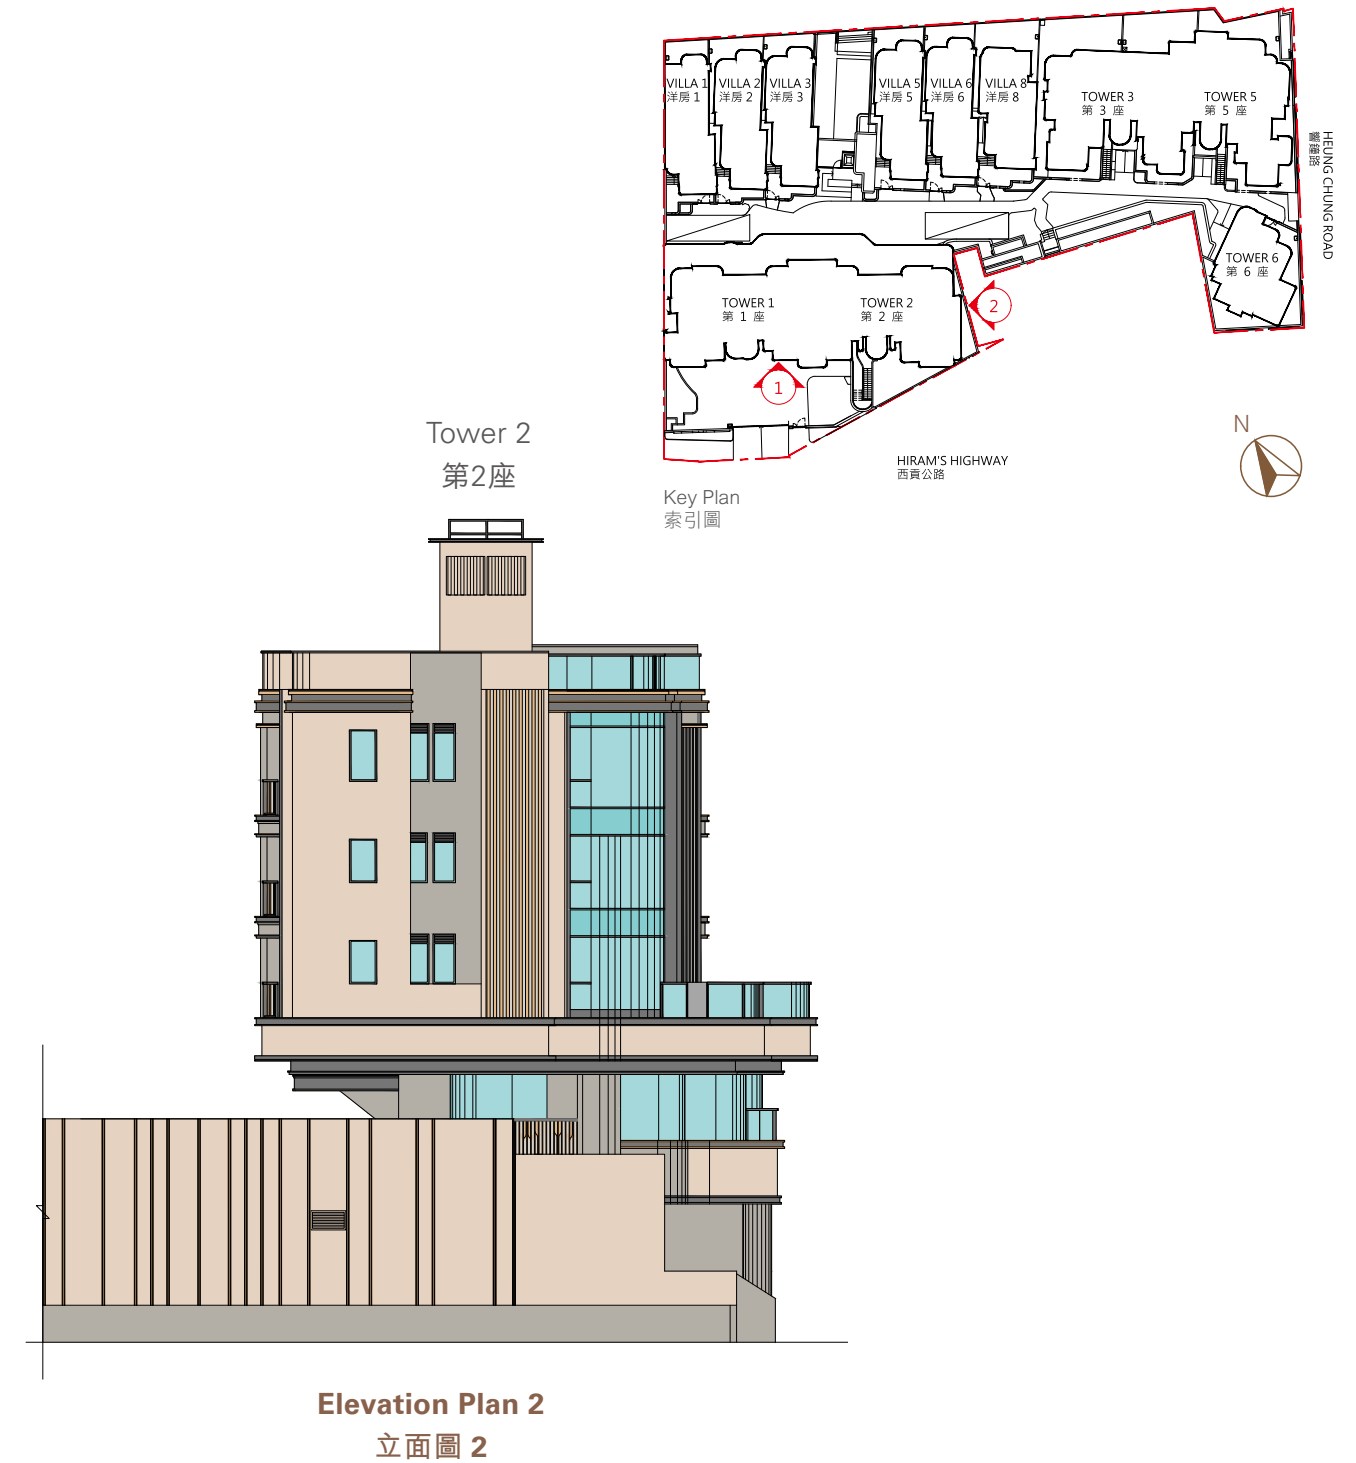 VILLA 1
洋房 1
VILLA 2
洋房 2
VILLA 3
洋房 3
VILLA 5
洋房 5
VILLA 6
洋房 6
VILLA 8
洋房 8
TOWER 3
第 3 座
TOWER 5
第 5 座
HEUNG CHUNG ROAD
響鐘路
TOWER 6
第 6 座
TOWER 1
第 1 座
TOWER 2
第 2 座
2
1
N
HIRAM'S HIGHWAY
西貢公路
Key Plan
索引圖
Tower 2
第2座
Elevation Plan 2
立面圖 2